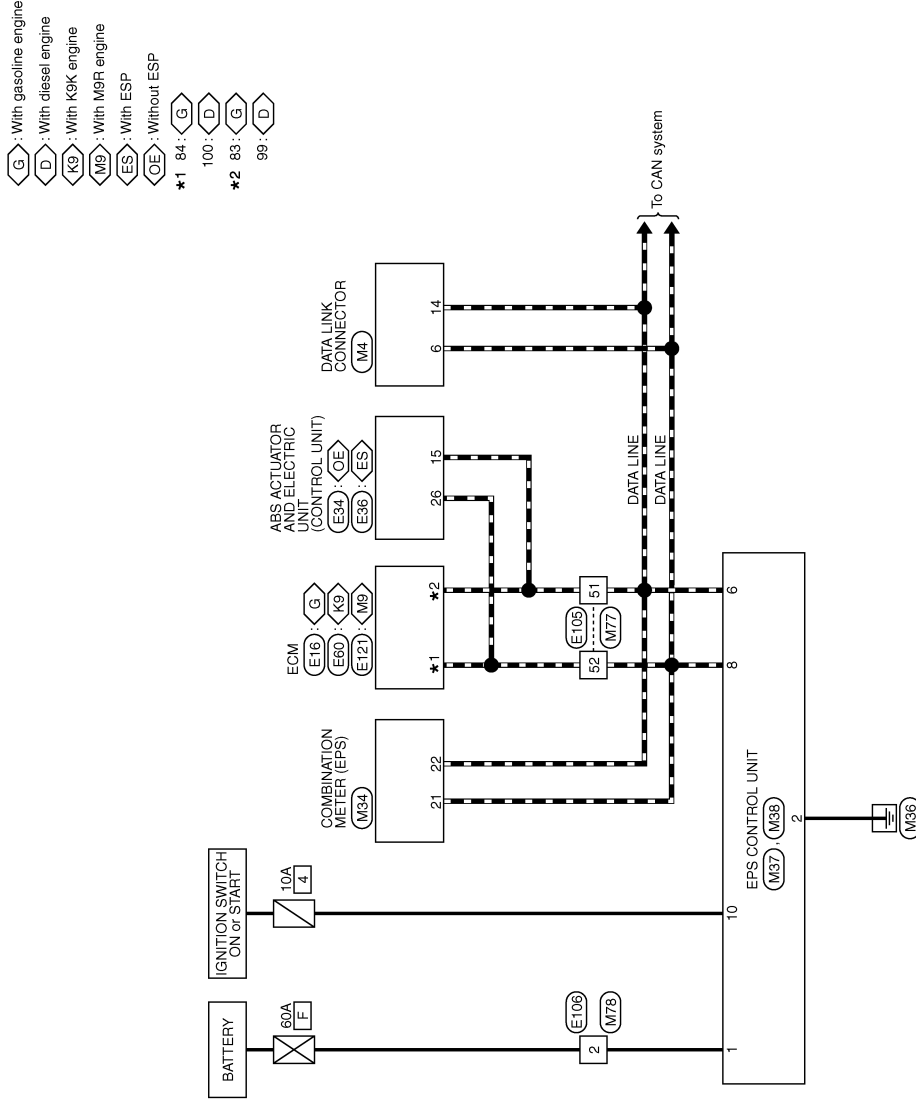 G : With gasoline engine
D : With diesel engine
K9 : With K9K engine
M9 : With M9R engine
ES : With ESP
OE : Without ESP
*1 84 : G
100 : D
*2 83 : G
99 : D
BATTERY
60A
F
E106
2
M78
1
IGNITION SWITCH
ON or START
10A
4
10
COMBINATION
METER (EPS)
M34
21
22
ECM
E16 : G
E60 : K9
E121 : M9
*1
*2
E105
52
51
M77
8
6
ABS ACTUATOR
AND ELECTRIC
UNIT
(CONTROL UNIT)
E34 : OE
E36 : ES
26
15
DATA LINK
CONNECTOR
M4
6
14
DATA LINE
DATA LINE
To CAN system
EPS CONTROL UNIT
M37 , M38
2
M36